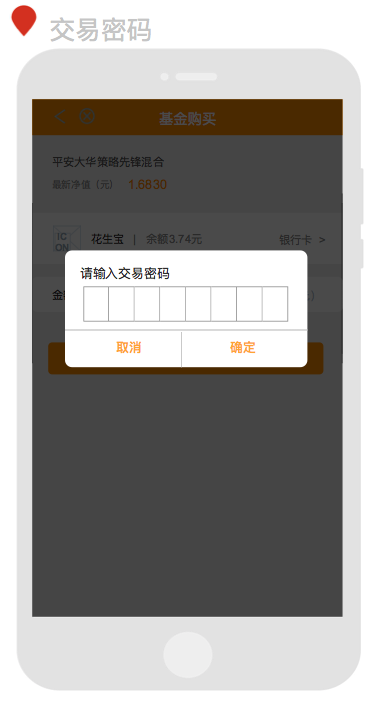 交易密码
基金购买
平安大华策略先锋混合
最新净值（元） 1.6830
IC
ON
花生宝 | 余额3.74元
银行卡 >
请输入交易密码
取消
确定